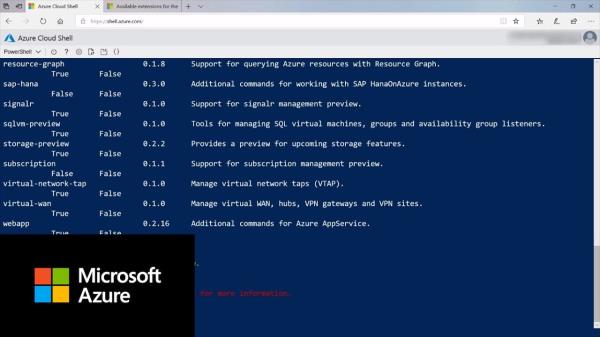 Azure Cloud Shell
Available extensions for the
https://shell.azure.com/
Azure Cloud Shell
PowerShell
resource-graph 0.1.8 Support for querying Azure resources with Resource Graph.
True False
sap-hana 0.3.0 Additional commands for working with SAP HanaOnAzure instances.
False False
signalr 0.1.0 Support for signalr management preview.
True False
sqlvm-preview 0.1.0 Tools for managing SQL virtual machines, groups and availability group listeners.
True False
storage-preview 0.2.2 Provides a preview for upcoming storage features.
True False
subscription 0.1.1 Support for subscription management preview.
False False
virtual-network-tap 0.1.0 Manage virtual network taps (VTAP).
True False
virtual-wan 0.1.0 Manage virtual WAN, hubs, VPN gateways and VPN sites.
True False
webapp 0.2.16 Additional commands for Azure AppService.
True False
for more information.
Microsoft
Azure